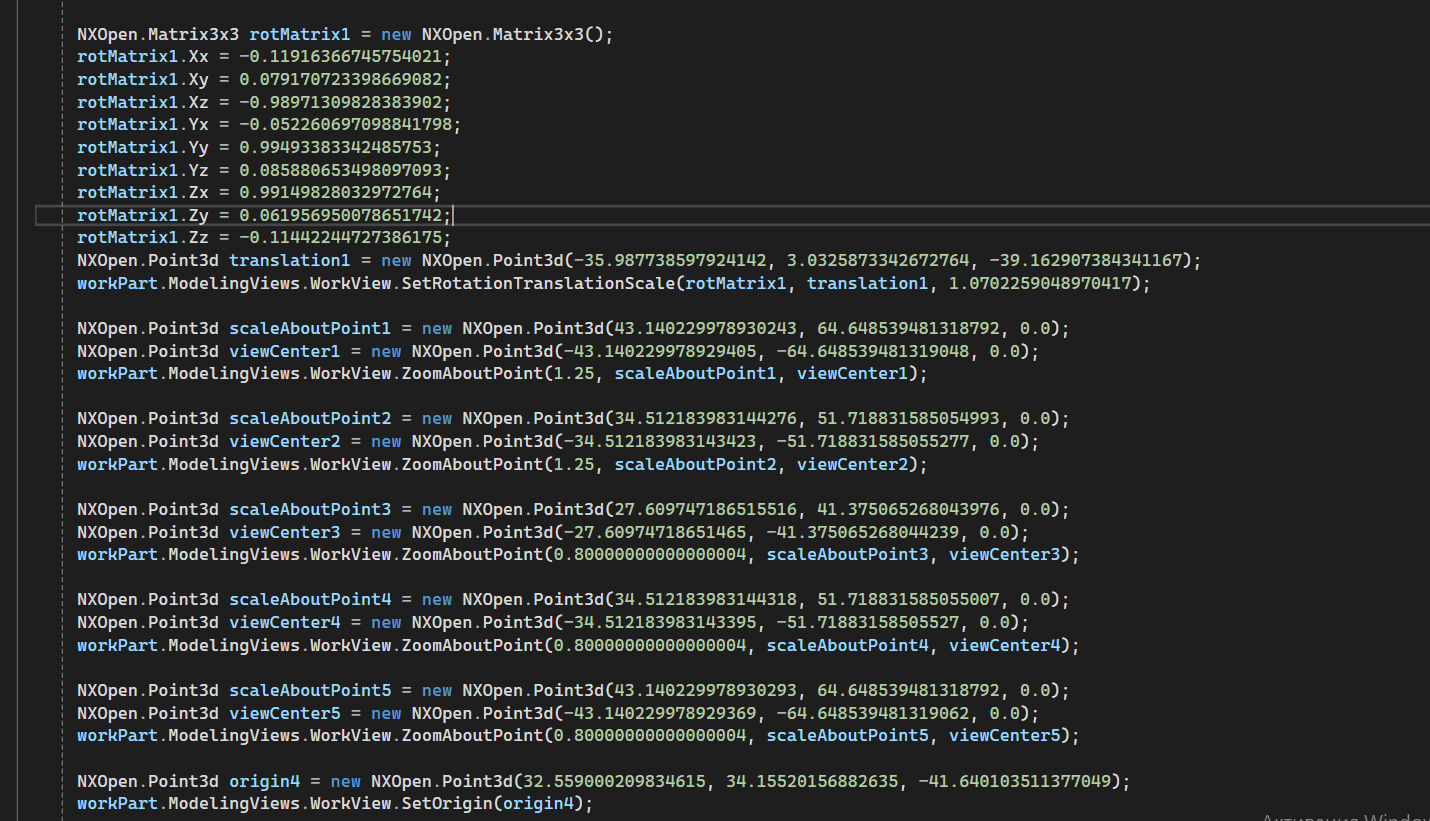 NXOpen.Matrix3x3 rotMatrix1 = new NXOpen.Matrix3x3();
rotMatrix1.Xx = -0.11916366745754021;
rotMatrix1.Xy = 0.079170723398669082;
rotMatrix1.Xz = -0.98971309828383902;
rotMatrix1.Yx = -0.052260697098841798;
rotMatrix1.Yy = 0.99493383342485753;
rotMatrix1.Yz = 0.085880653498097093;
rotMatrix1.Zx = 0.99149828032972764;
rotMatrix1.Zy = 0.061956950078651742;
rotMatrix1.Zz = -0.11442244727386175;
NXOpen.Point3d translation1 = new NXOpen.Point3d(-35.987738597924142, 3.0325873342672764, -39.162907384341167);
workPart.ModelingViews.WorkView.SetRotationTranslationScale(rotMatrix1, translation1, 1.0702259048970417);
NXOpen.Point3d scaleAboutPoint1 = new NXOpen.Point3d(43.140229978930243, 64.648539481318792, 0.0);
NXOpen.Point3d viewCenter1 = new NXOpen.Point3d(-43.140229978929405, -64.648539481319048, 0.0);
workPart.ModelingViews.WorkView.ZoomAboutPoint(1.25, scaleAboutPoint1, viewCenter1);
NXOpen.Point3d scaleAboutPoint2 = new NXOpen.Point3d(34.512183983144276, 51.718831585054993, 0.0);
NXOpen.Point3d viewCenter2 = new NXOpen.Point3d(-34.512183983143423, -51.718831585055277, 0.0);
workPart.ModelingViews.WorkView.ZoomAboutPoint(1.25, scaleAboutPoint2, viewCenter2);
NXOpen.Point3d scaleAboutPoint3 = new NXOpen.Point3d(27.609747186515516, 41.375065268043976, 0.0);
NXOpen.Point3d viewCenter3 = new NXOpen.Point3d(-27.60974718651465, -41.375065268044239, 0.0);
workPart.ModelingViews.WorkView.ZoomAboutPoint(0.80000000000000004, scaleAboutPoint3, viewCenter3);
NXOpen.Point3d scaleAboutPoint4 = new NXOpen.Point3d(34.512183983144318, 51.718831585055007, 0.0);
NXOpen.Point3d viewCenter4 = new NXOpen.Point3d(-34.512183983143395, -51.71883158505527, 0.0);
workPart.ModelingViews.WorkView.ZoomAboutPoint(0.80000000000000004, scaleAboutPoint4, viewCenter4);
NXOpen.Point3d scaleAboutPoint5 = new NXOpen.Point3d(43.140229978930293, 64.648539481318792, 0.0);
NXOpen.Point3d viewCenter5 = new NXOpen.Point3d(-43.140229978929369, -64.648539481319062, 0.0);
workPart.ModelingViews.WorkView.ZoomAboutPoint(0.80000000000000004, scaleAboutPoint5, viewCenter5);
NXOpen.Point3d origin4 = new NXOpen.Point3d(32.559000209834615, 34.15520156882635, -41.640103511377049);
workPart.ModelingViews.WorkView.SetOrigin(origin4);